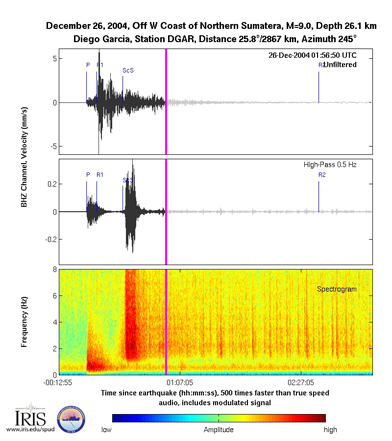 December 26, 2004, Off W Coast of Northern Sumatera, M=9.0, Depth 26.1 km
Diego Garcia, Station DGAR, Distance 25.8°/2867 km, Azimuth 245°
26-Dec-2004 01:56:50 UTC
Unfiltered
P R1 ScS R2
5
0
-5
BHZ Channel, Velocity (mm/s)
High-Pass 0.5 Hz
P R1 R2
0.2
0
-0.2
Spectrogram
Frequency (Hz)
8
6
4
2
0
-00:12:55 01:07:05 02:27:05
Time since earthquake (hh:mm:ss), 500 times faster than true speed
audio, includes modulated signal
IRIS
www.iris.edu/spud
low Amplitude high